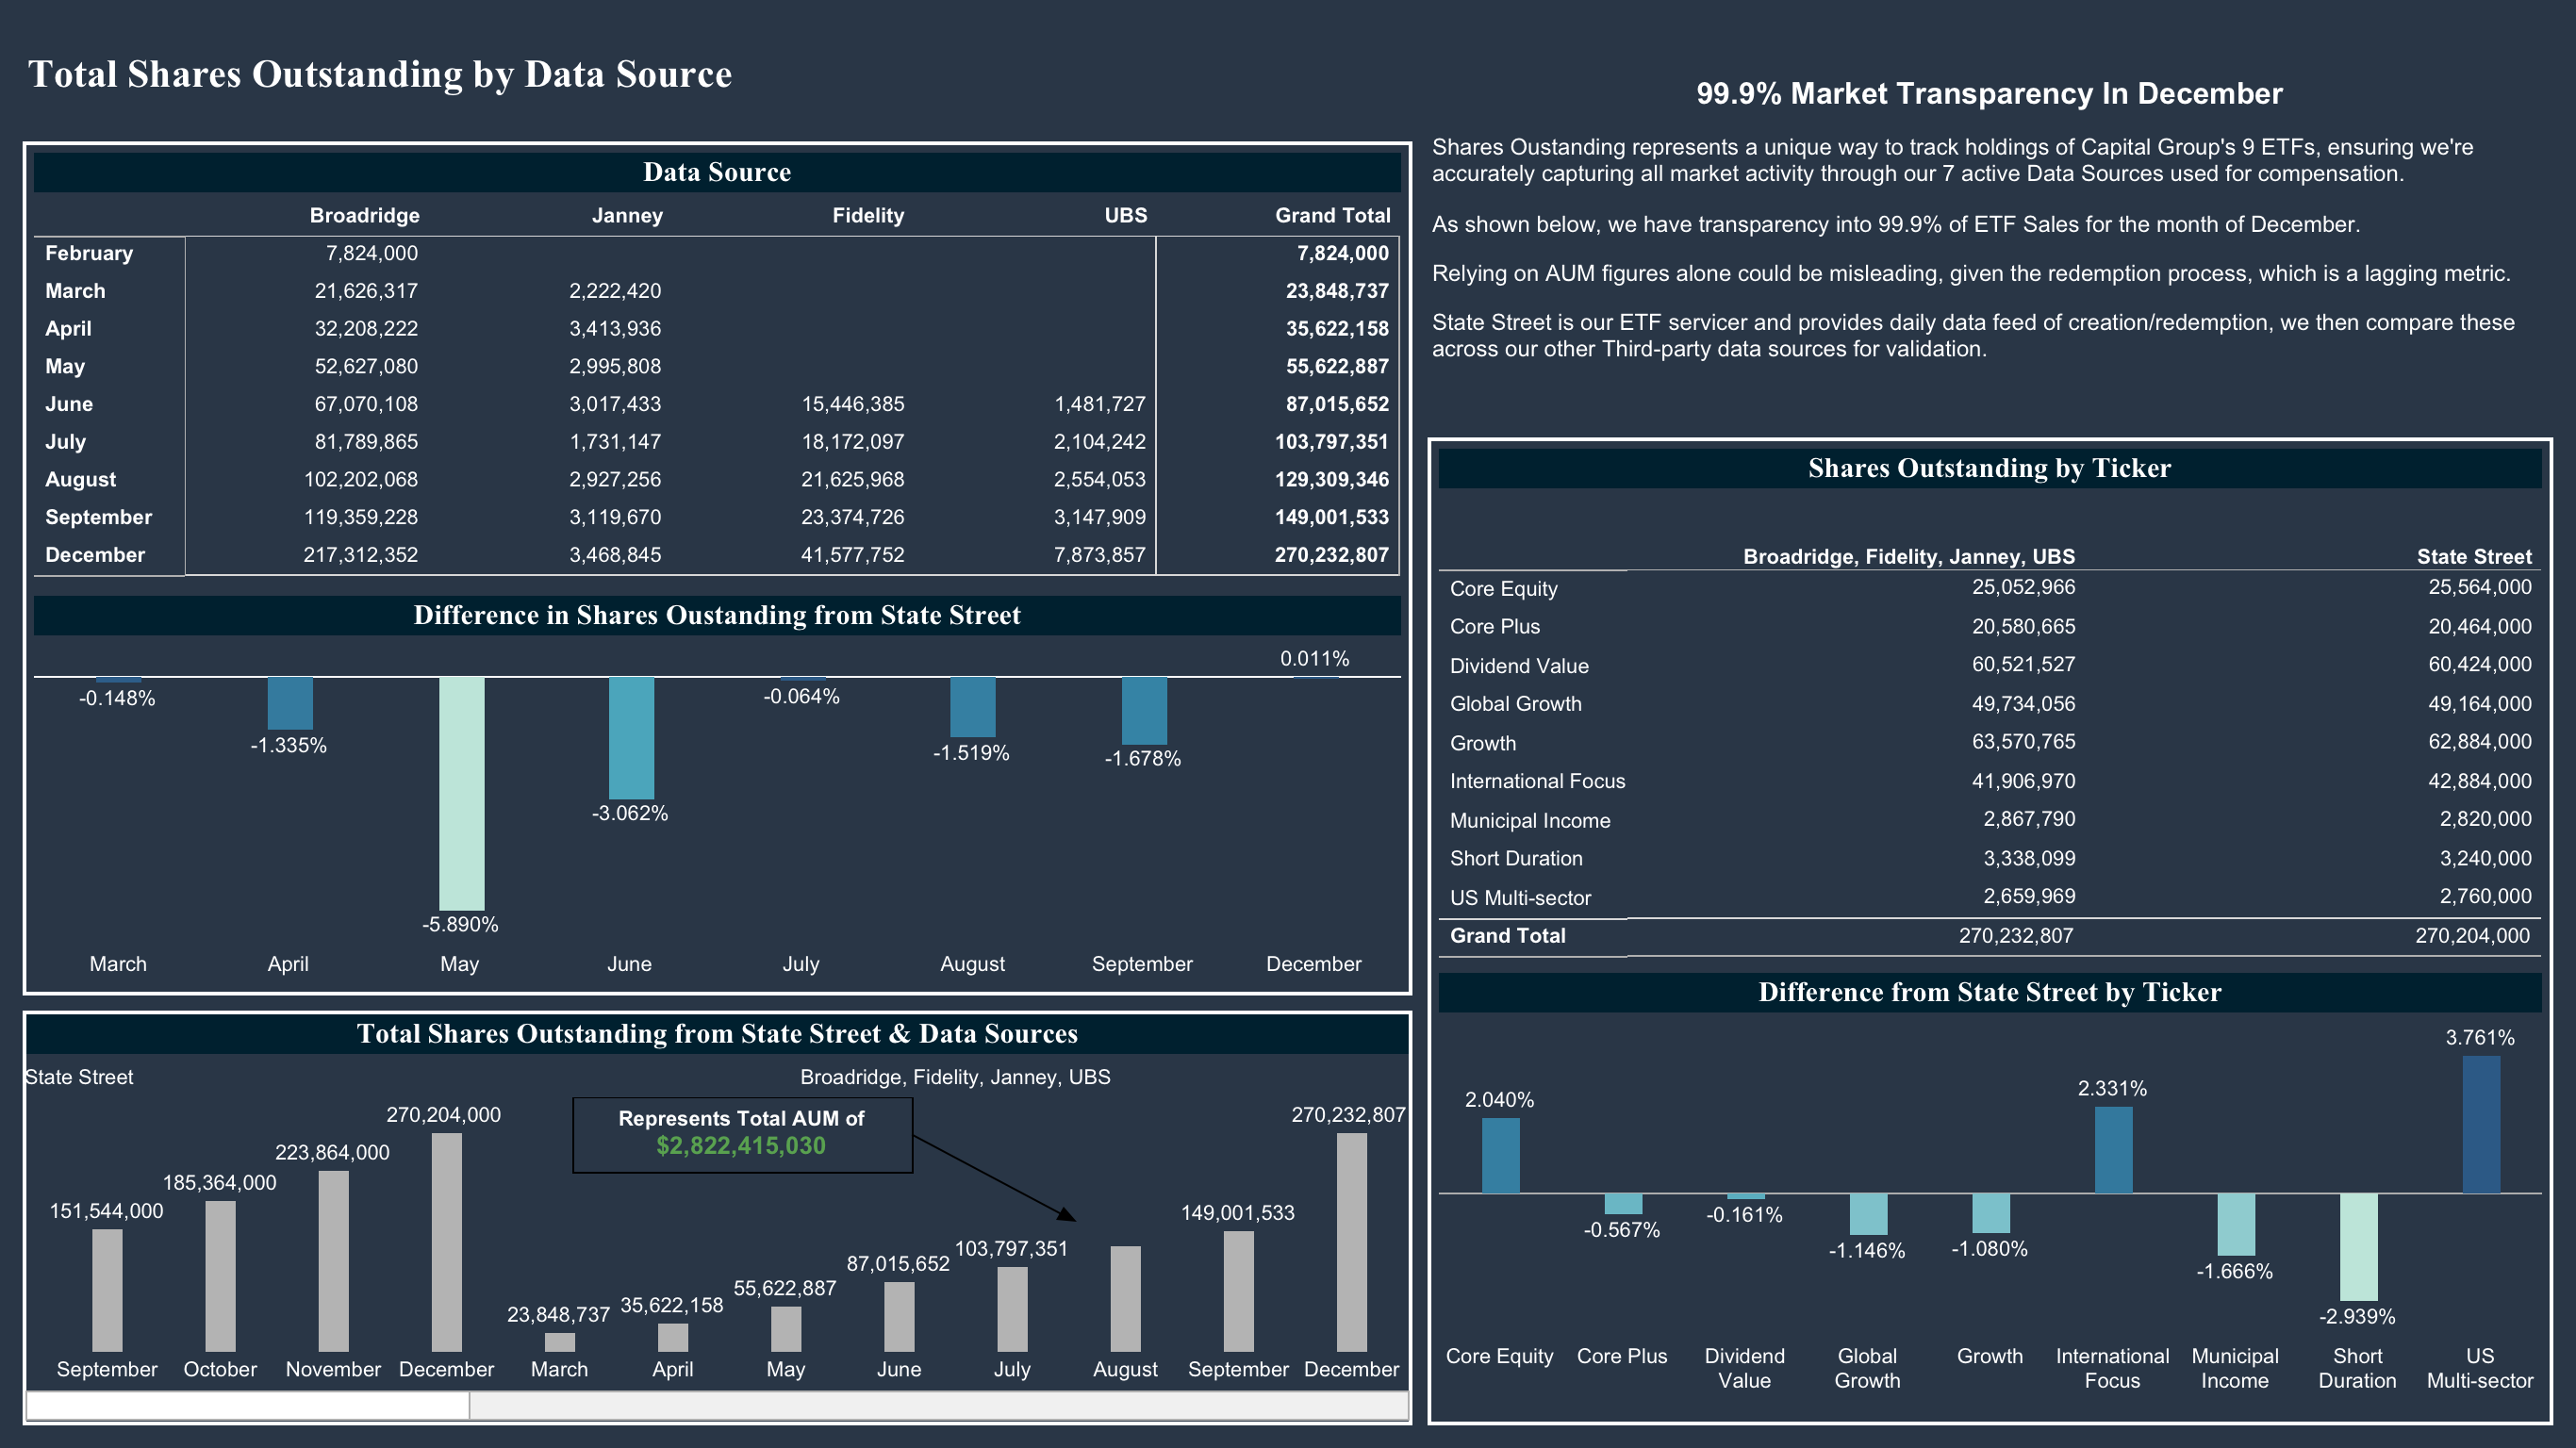 Total Shares Outstanding by Data Source
Data Source
Broadridge Janney Fidelity UBS Grand Total
February 7,824,000 7,824,000
March 21,626,317 2,222,420 23,848,737
April 32,208,222 3,413,936 35,622,158
May 52,627,080 2,995,808 55,622,887
June 67,070,108 3,017,433 15,446,385 1,481,727 87,015,652
July 81,789,865 1,731,147 18,172,097 2,104,242 103,797,351
August 102,202,068 2,927,256 21,625,968 2,554,053 129,309,346
September 119,359,228 3,119,670 23,374,726 3,147,909 149,001,533
December 217,312,352 3,468,845 41,577,752 7,873,857 270,232,807
Difference in Shares Oustanding from State Street
0.011%
-0.148% -0.064%
-1.335% -1.519% -1.678%
-3.062%
-5.890%
March April May June July August September December
Total Shares Outstanding from State Street & Data Sources
State Street Broadridge, Fidelity, Janney, UBS
Represents Total AUM of
$2,822,415,030
151,544,000 185,364,000 223,864,000 270,204,000 23,848,737 35,622,158 55,622,887 87,015,652 103,797,351 149,001,533 270,232,807
September October November December March April May June July August September December
99.9% Market Transparency In December
Shares Oustanding represents a unique way to track holdings of Capital Group's 9 ETFs, ensuring we're
accurately capturing all market activity through our 7 active Data Sources used for compensation.
As shown below, we have transparency into 99.9% of ETF Sales for the month of December.
Relying on AUM figures alone could be misleading, given the redemption process, which is a lagging metric.
State Street is our ETF servicer and provides daily data feed of creation/redemption, we then compare these
across our other Third-party data sources for validation.
Shares Outstanding by Ticker
Broadridge, Fidelity, Janney, UBS State Street
Core Equity 25,052,966 25,564,000
Core Plus 20,580,665 20,464,000
Dividend Value 60,521,527 60,424,000
Global Growth 49,734,056 49,164,000
Growth 63,570,765 62,884,000
International Focus 41,906,970 42,884,000
Municipal Income 2,867,790 2,820,000
Short Duration 3,338,099 3,240,000
US Multi-sector 2,659,969 2,760,000
Grand Total 270,232,807 270,204,000
Difference from State Street by Ticker
3.761%
2.040% 2.331%
-0.567% -0.161% -1.146% -1.080% -1.666%
-2.939%
Core Equity Core Plus Dividend Global Growth International Municipal Short US
Value Growth Focus Income Duration Multi-sector